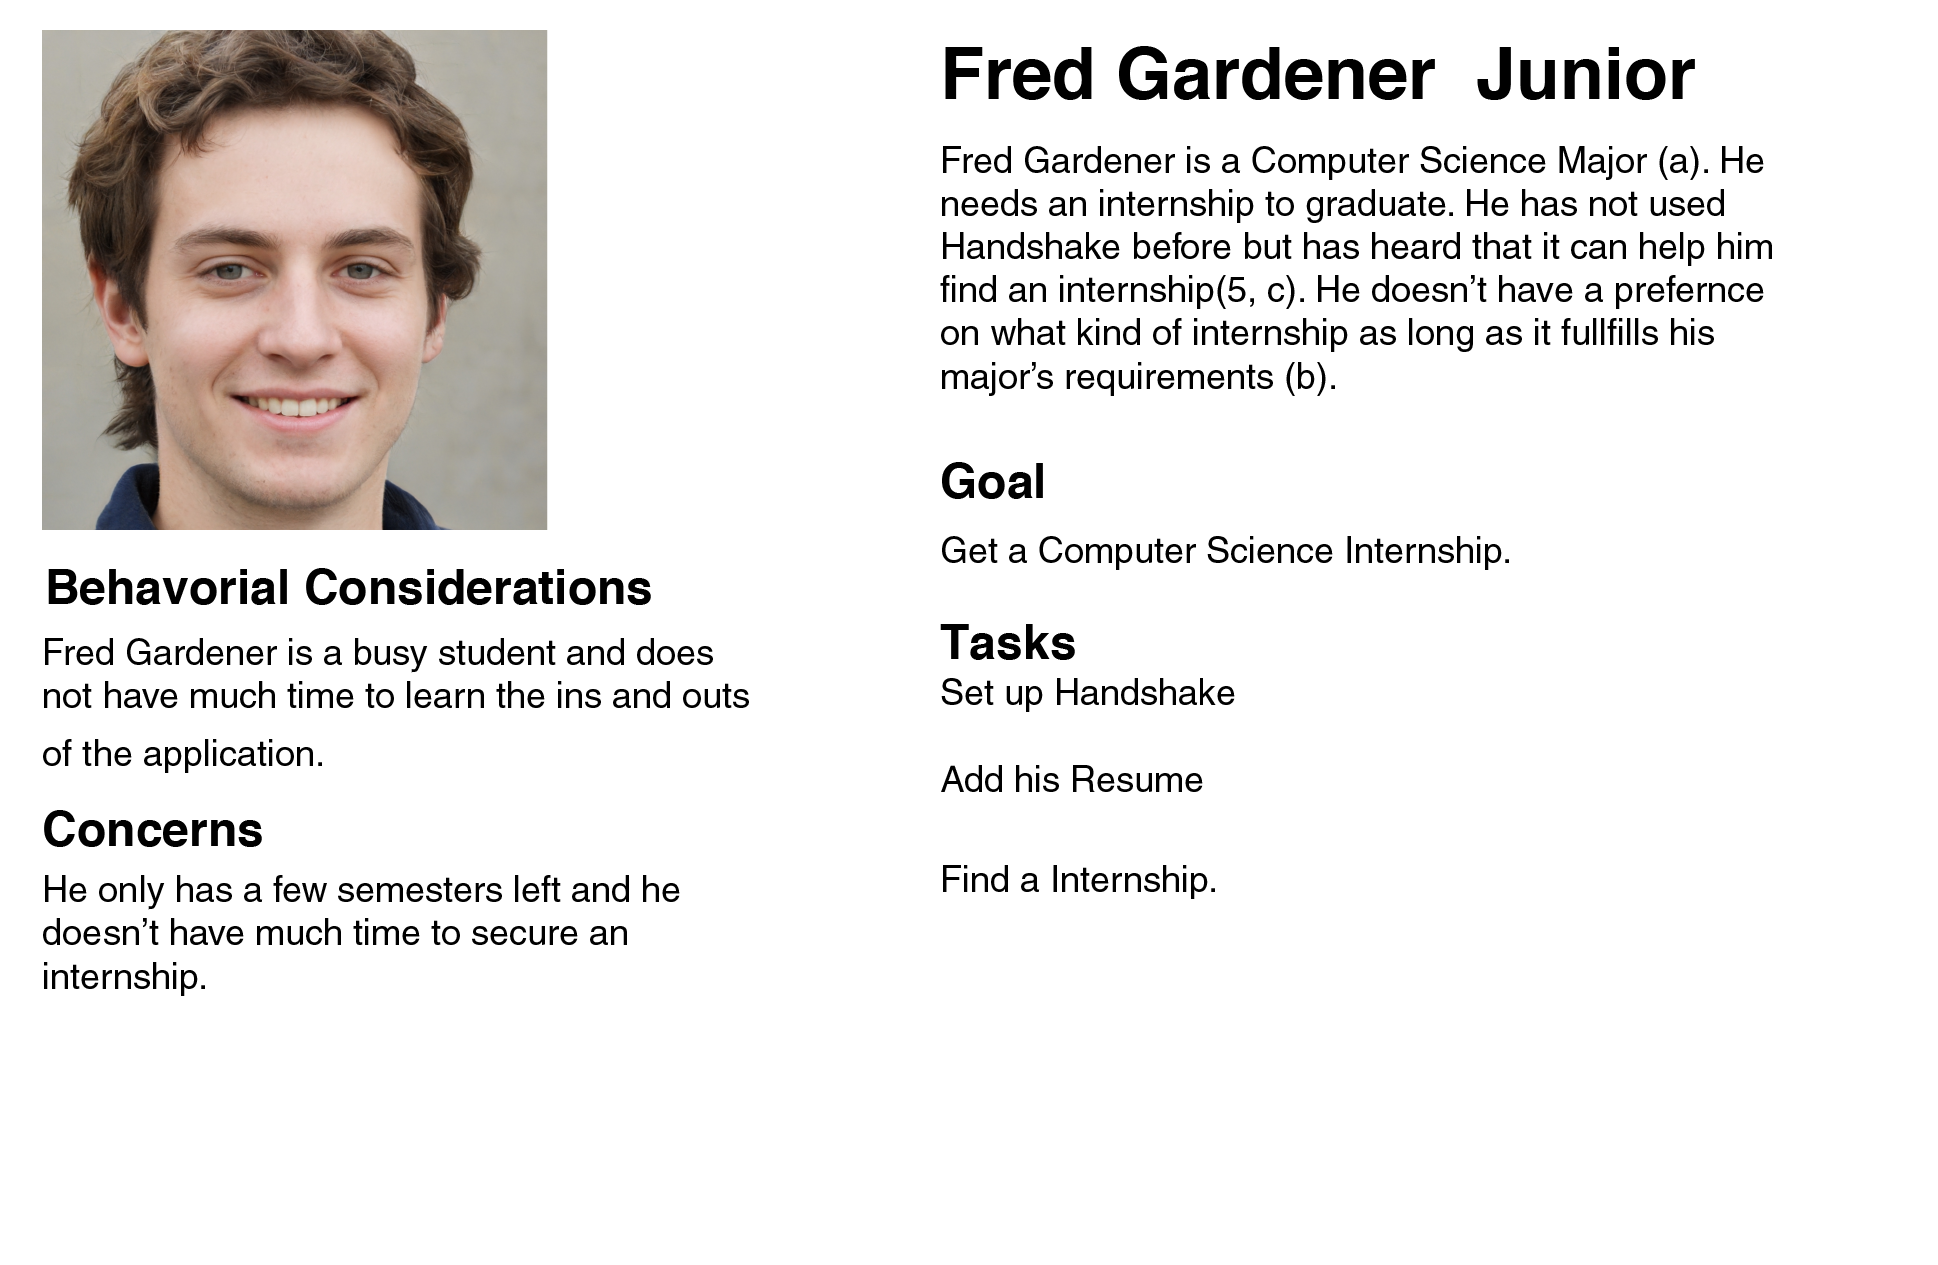 Fred Gardener  Junior
Fred Gardener is a Computer Science Major (a). He
needs an internship to graduate. He has not used
Handshake before but has heard that it can help him
find an internship(5, c). He doesn’t have a prefernce
on what kind of internship as long as it fullfills his
major’s requirements (b).
Goal
Get a Computer Science Internship.
Tasks
Set up Handshake
Add his Resume
Find a Internship.
Behavorial Considerations
Fred Gardener is a busy student and does
not have much time to learn the ins and outs
of the application.
Concerns
He only has a few semesters left and he
doesn’t have much time to secure an
internship.